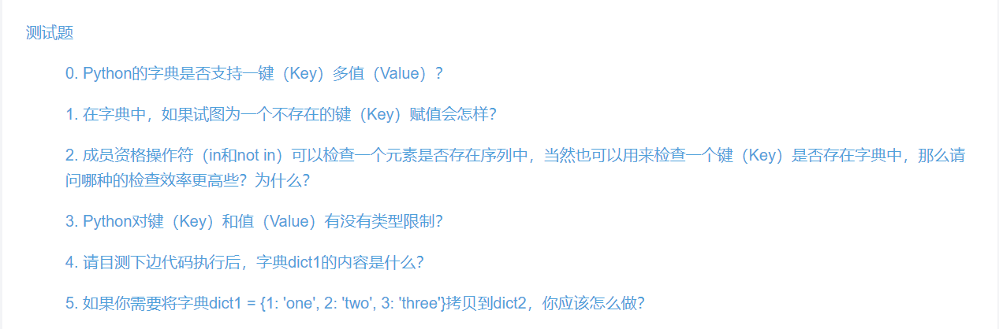 测试题
0. Python的字典是否支持一键（Key）多值（Value）？
1. 在字典中，如果试图为一个不存在的键（Key）赋值会怎样？
2. 成员资格操作符（in和not in）可以检查一个元素是否存在序列中，当然也可以用来检查一个键（Key）是否存在字典中，那么请
问哪种的检查效率更高些？为什么？
3. Python对键（Key）和值（Value）有没有类型限制？
4. 请目测下边代码执行后，字典dict1的内容是什么？
5. 如果你需要将字典dict1 = {1: 'one', 2: 'two', 3: 'three'}拷贝到dict2，你应该怎么做？